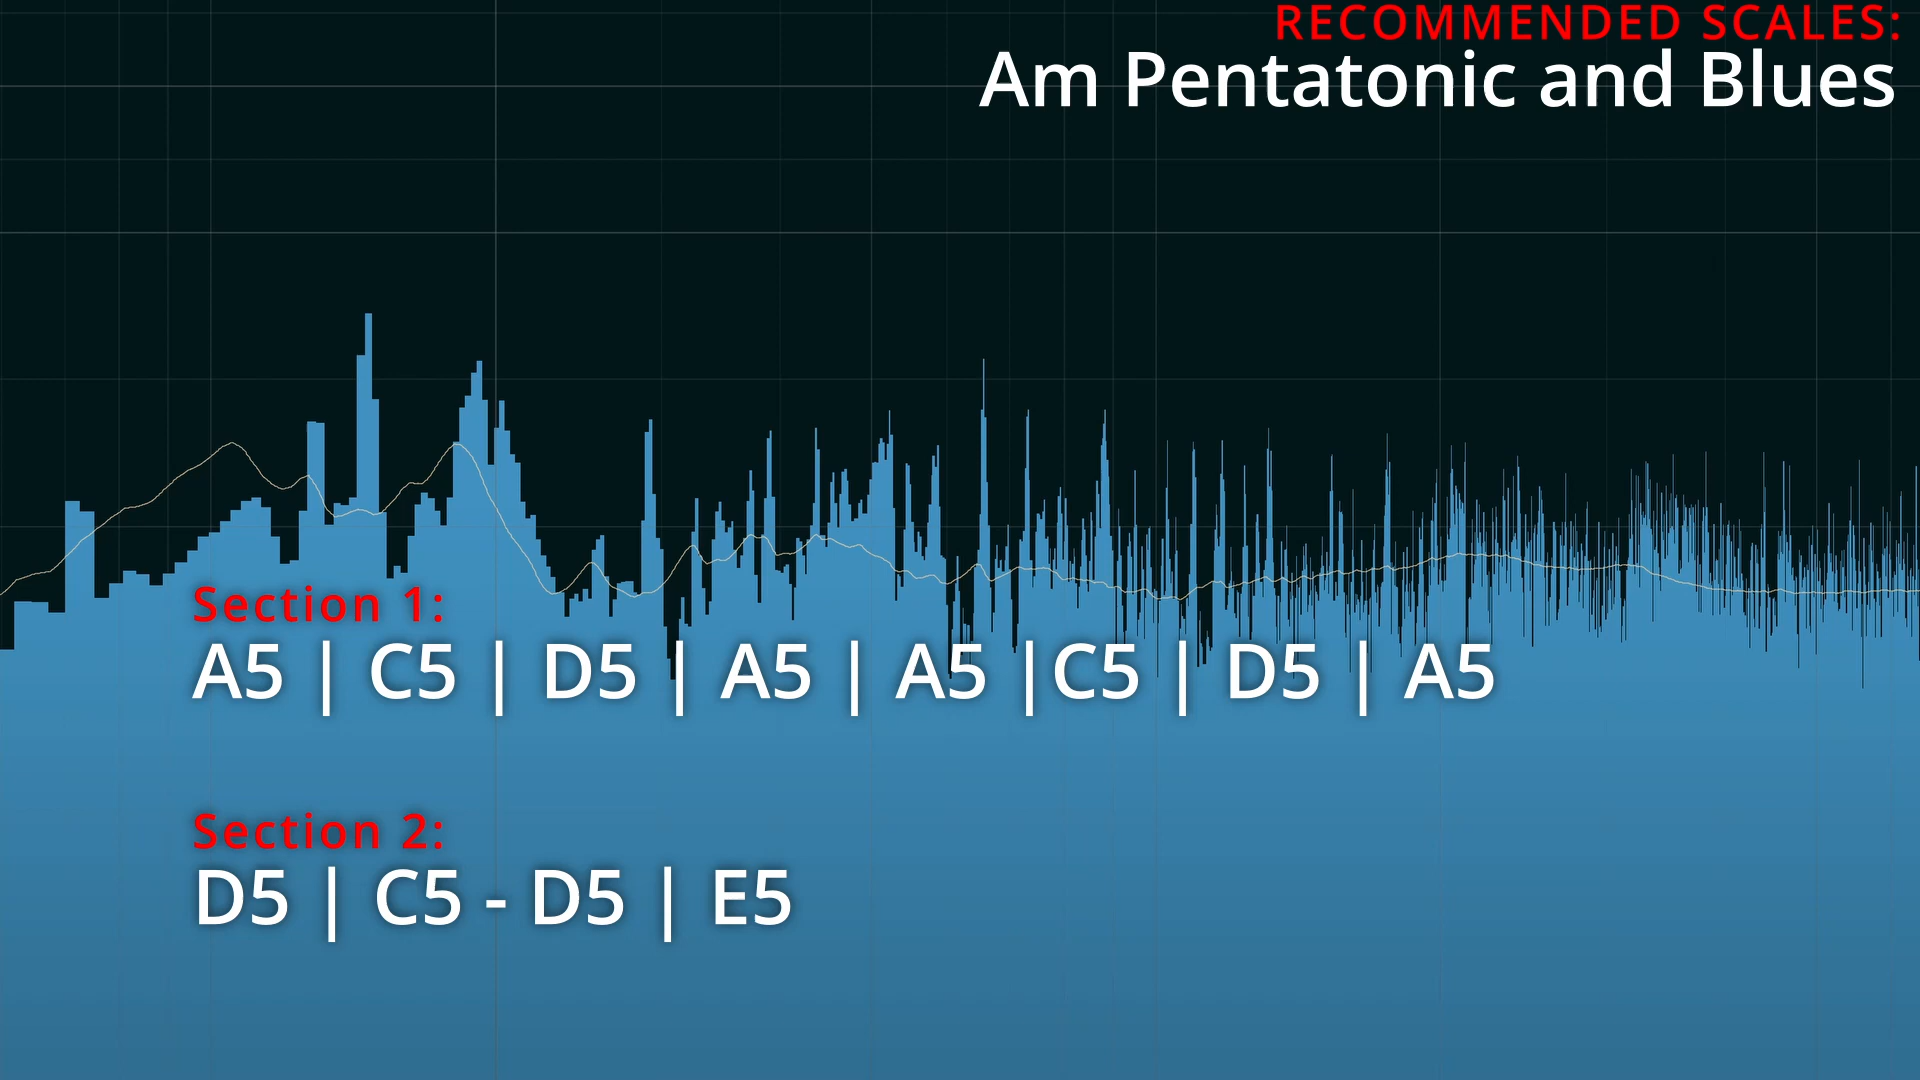 RECOMMENDED SCALES:
Am Pentatonic and Blues
Section 1:
A5 | C5 | D5 | A5 | A5 |C5 | D5 | A5
Section 2:
D5 | C5 - D5 | E5